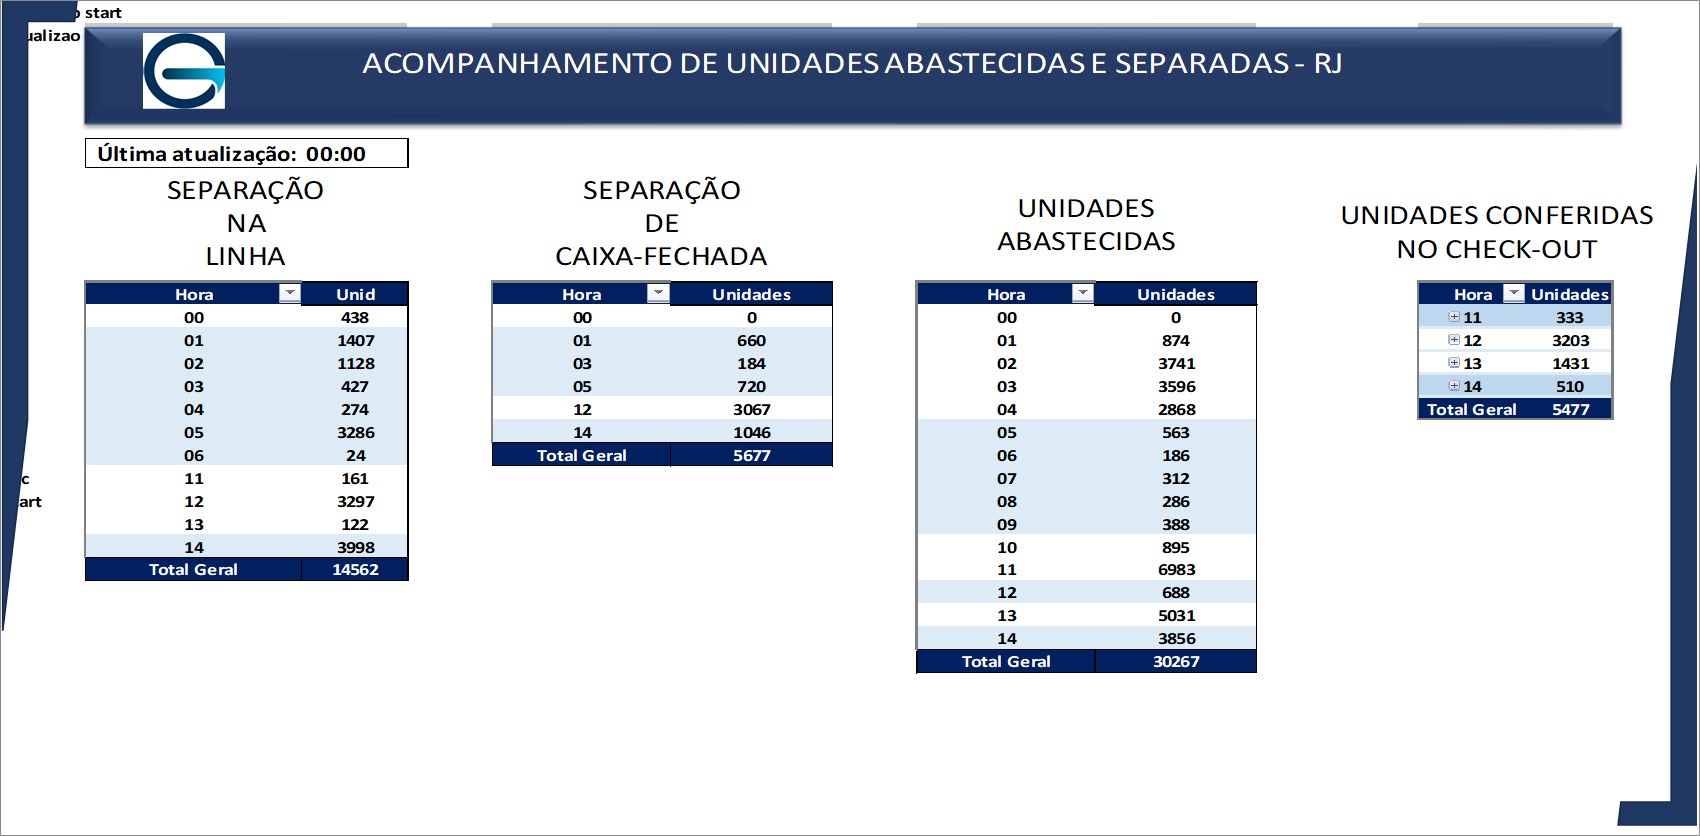 start
ACOMPANHAMENTO DE UNIDADES ABASTECIDAS E SEPARADAS - RJ
Última atualização: 00:00
SEPARAÇÃO
NA
LINHA
Hora Unid
00 438
01 1407
02 1128
03 427
04 274
05 3286
06 24
11 161
12 3297
13 122
14 3998
Total Geral 14562
SEPARAÇÃO
DE
CAIXA-FECHADA
Hora Unidades
00 0
01 660
03 184
05 720
12 3067
14 1046
Total Geral 5677
UNIDADES
ABASTECIDAS
Hora Unidades
00 0
01 874
02 3741
03 3596
04 2868
05 563
06 186
07 312
08 286
09 388
10 895
11 6983
12 688
13 5031
14 3856
Total Geral 30267
UNIDADES CONFERIDAS
NO CHECK-OUT
Hora Unidades
11 333
12 3203
13 1431
14 510
Total Geral 5477